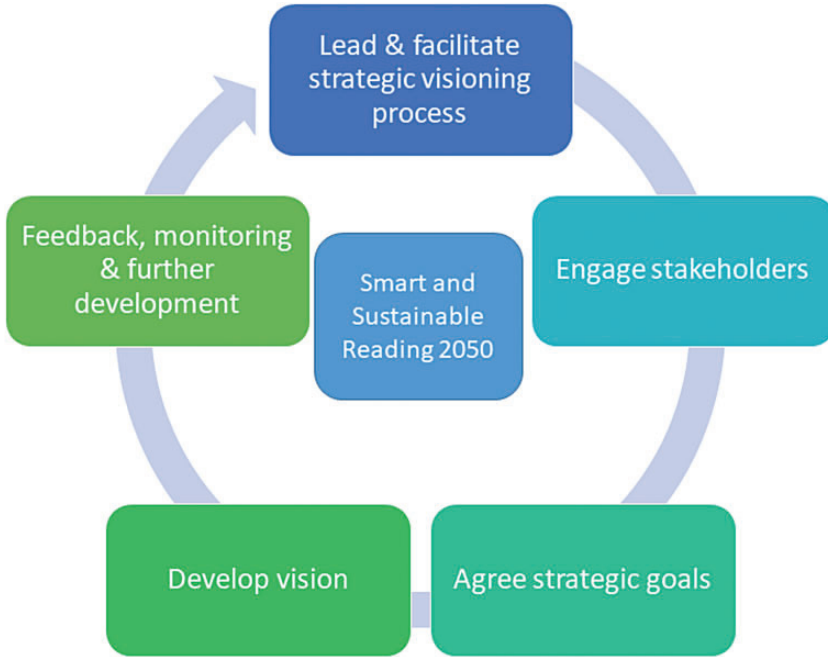 Lead & facilitate
strategic visioning
process
Engage stakeholders
Agree strategic goals
Develop vision
Feedback, monitoring
& further
development
Smart and
Sustainable
Reading 2050